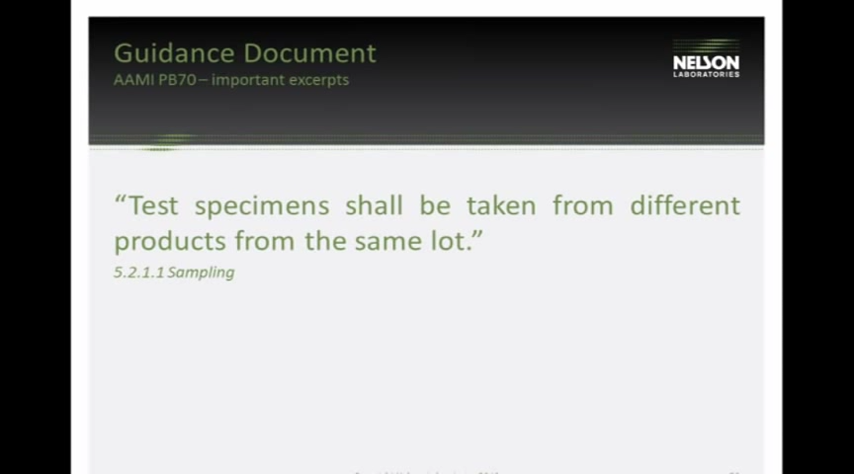 Guidance Document
AAMI PB70 – important excerpts
NELSON
LABORATORIES
“Test specimens shall be taken from different
products from the same lot.”
5.2.1.1 Sampling